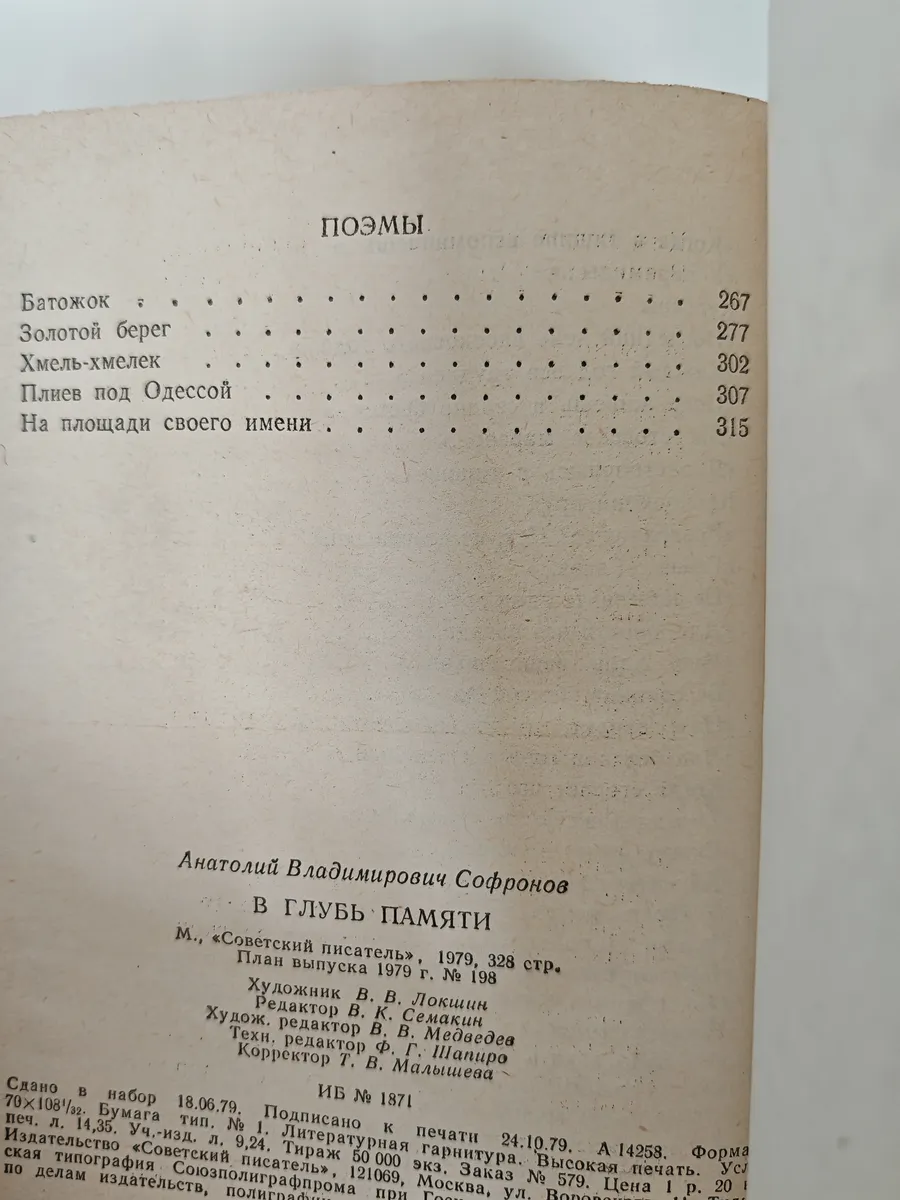 ПОЭМЫ
Батожок . . . . . . . . . . . . . . . . . . . 267
Золотой берег . . . . . . . . . . . . . . . . . 277
Хмель-хмелек . . . . . . . . . . . . . . . . . 302
Плиев под Одессой . . . . . . . . . . . . . . . 307
На площади своего имени . . . . . . . . . . . . . 315
Анатолий Владимирович Софронов
В ГЛУБЬ ПАМЯТИ
М., «Советский писатель», 1979, 328 стр.
План выпуска 1979 г. № 198
Художник В. В. Локшин
Редактор В. К. Семакин
Худож. редактор В. В. Медведев
Техн. редактор Ф. Г. Шапиро
Корректор Т. В. Малышева
ИБ № 1871
Сдано в набор 18.06.79. Подписано к печати 24.10.79. А 14258. Форма
70×108 1/32. Бумага тип. № 1. Литературная гарнитура. Высокая печать. Усл
печ. л. 14,35. Уч.-изд. л. 9,24. Тираж 50 000 экз. Заказ № 579. Цена 1 р. 20
Издательство «Советский писатель», 121069, Москва, ул.
ская типография Союзполиграфпрома при
по делам издательств,